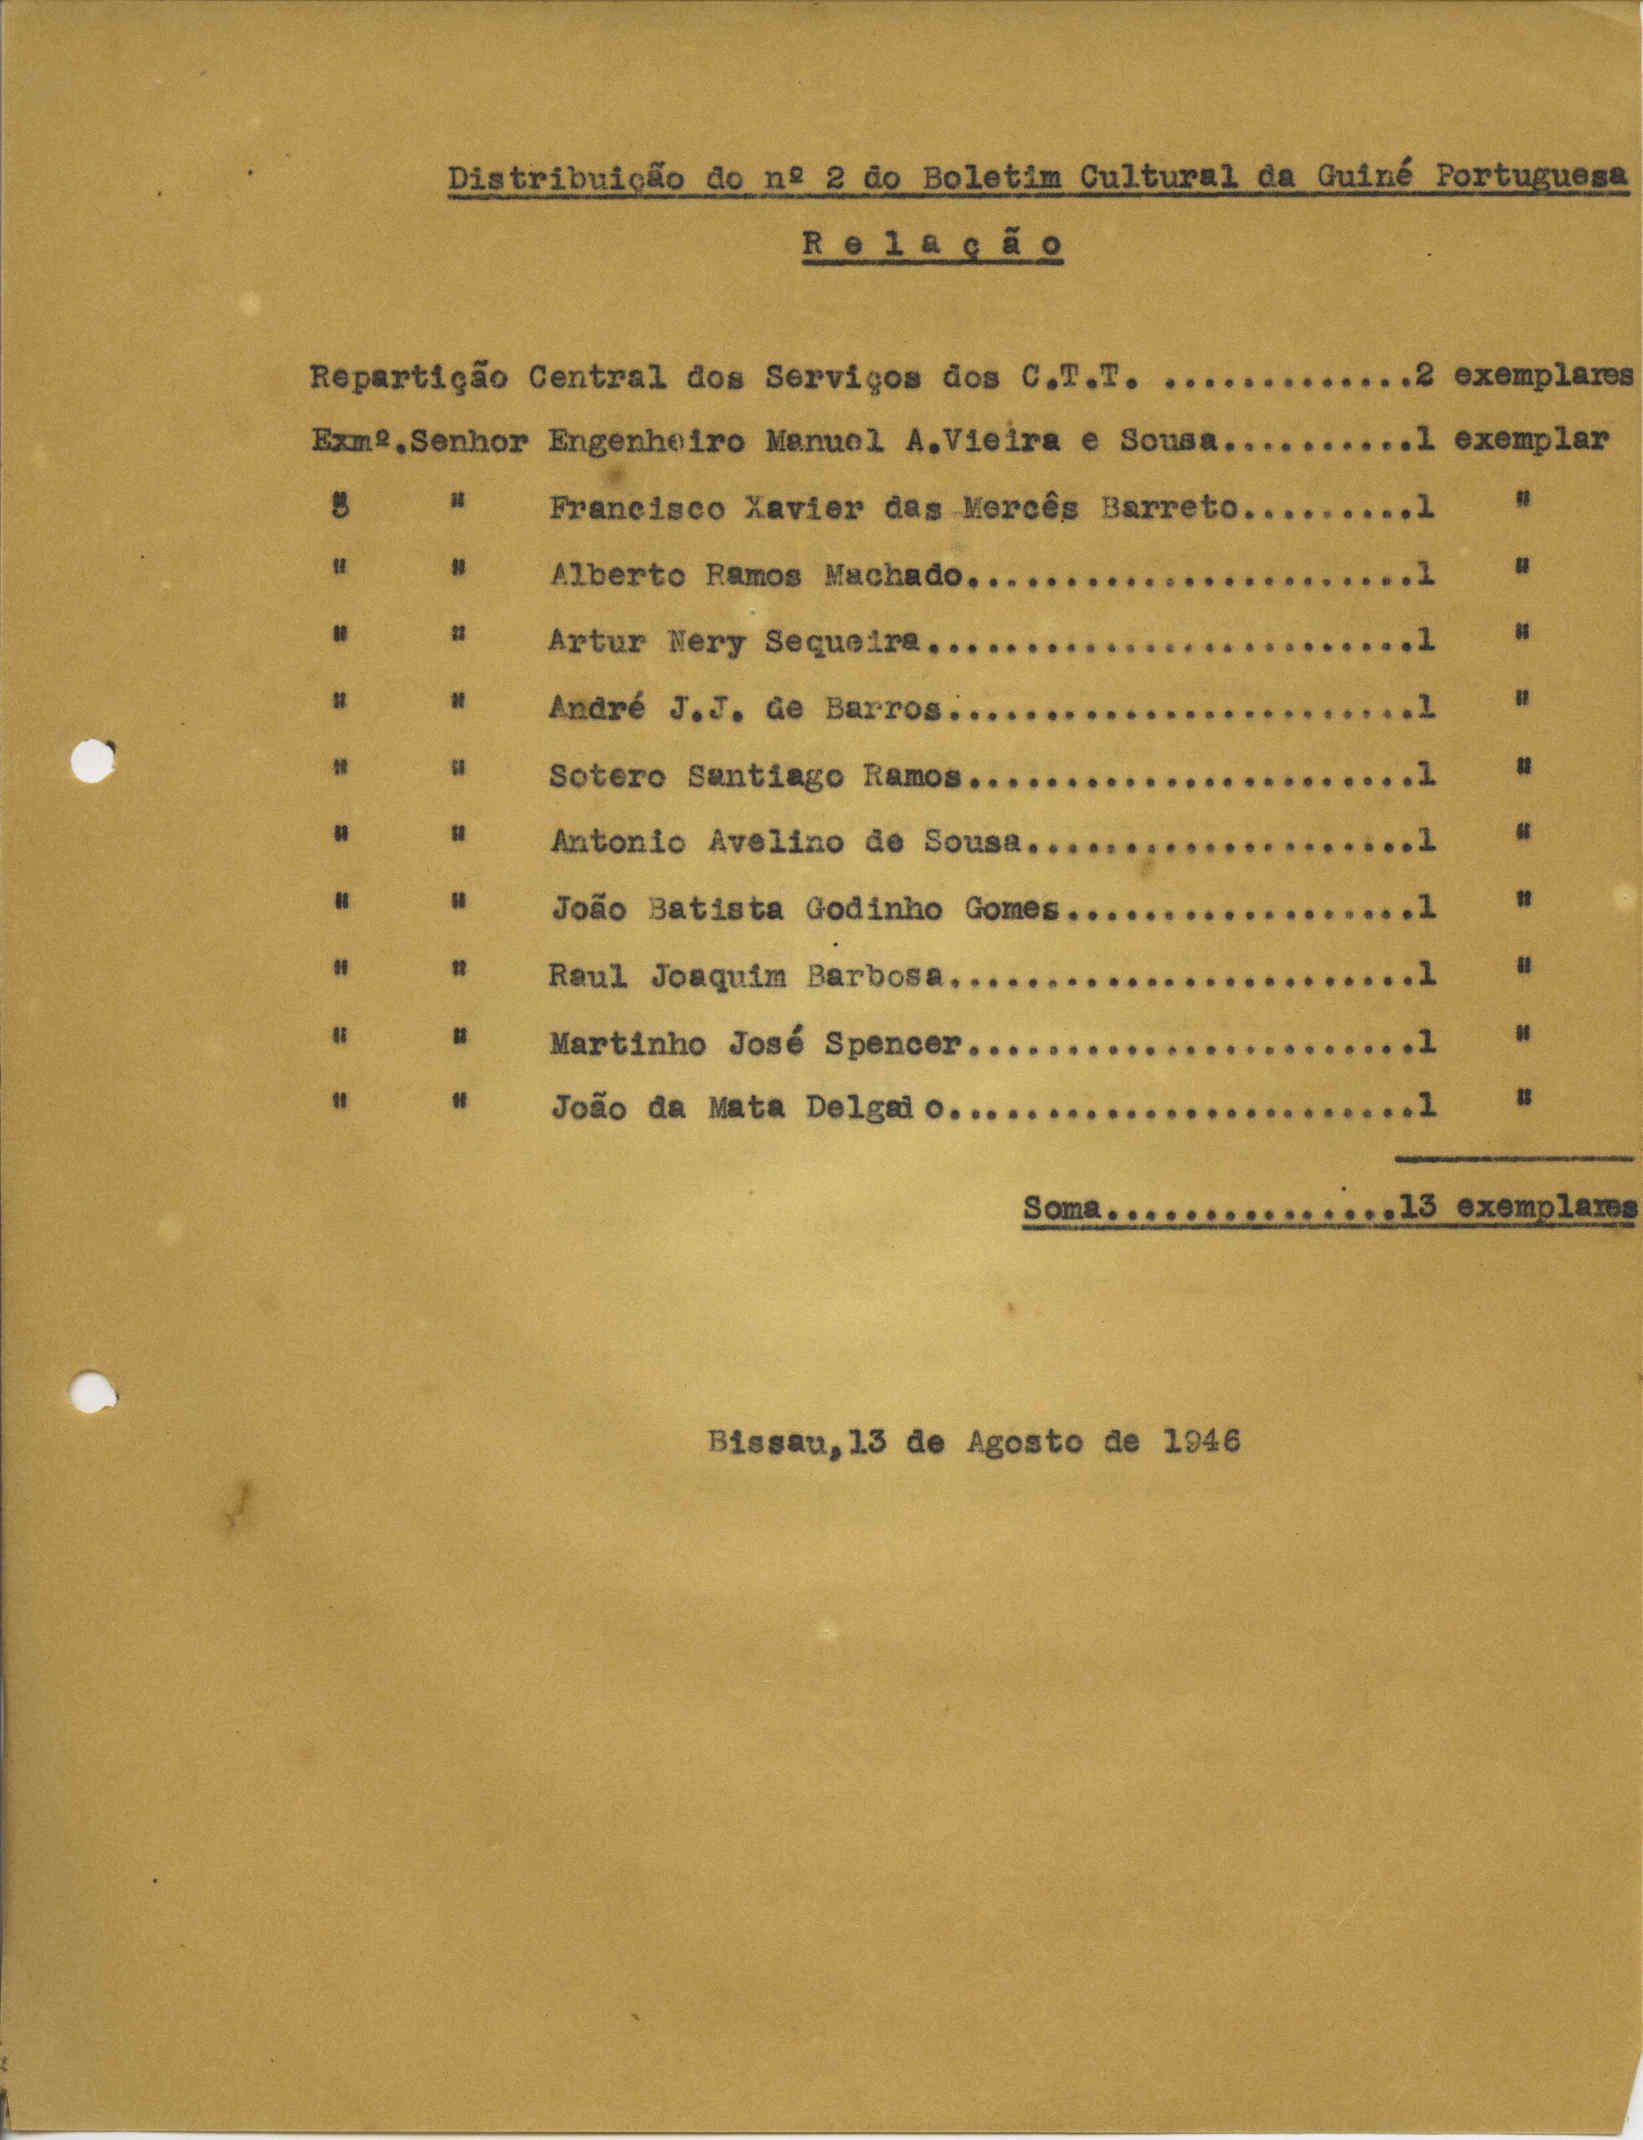 Distribuição do nº 2 do Boletim Cultural da Guiné Portuguesa
R e l a ç ã o
Repartição Central dos Serviços dos C.T.T. .............2 exemplares
Exmº.Senhor Engenheiro Manuel A.Vieira e Sousa..........1 exemplar
" " Francisco Xavier das Mercês Barreto.........1 "
" " Alberto Ramos Machado.......................1 "
" " Artur Nery Sequeira.........................1 "
" " André J.J. de Barros........................1 "
" " Sotero Santiago Ramos.......................1 "
" " Antonio Avelino de Sousa....................1 "
" " João Batista Godinho Gomes..................1 "
" " Raul Joaquim Barbosa........................1 "
" " Martinho José Spencer.......................1 "
" " João da Mata Delgado........................1 "
Soma...............13 exemplares
Bissau,13 de Agosto de 1946